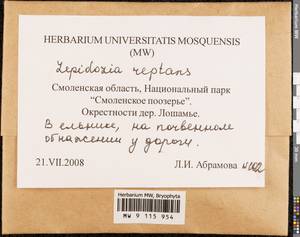 HERBARIUM UNIVERSITATIS MOSQUENSIS
(MW)
Lepidozia reptans
Смоленская область, Национальный парк
"Смоленское поозерье".
Окрестности дер. Лошамье.
В ельнике, на почвенном
обнажении у дороги.
21.VII.2008 Л.И. Абрамова
Herbarium MW, Bryophyta
MW 9 115 954